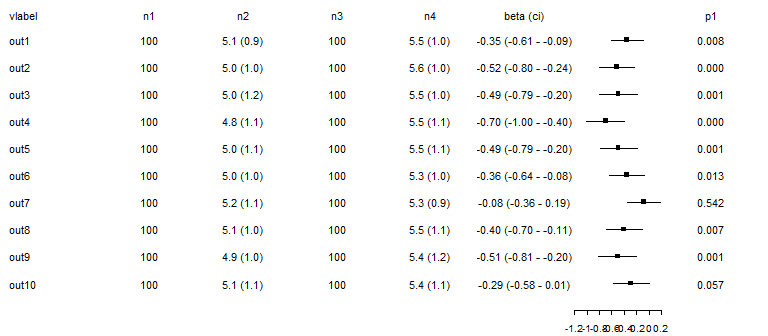 vlabel n1 n2 n3 n4 beta (ci) p1
out1 100 5.1 (0.9) 100 5.5 (1.0) -0.35 (-0.61 - -0.09) 0.008
out2 100 5.0 (1.0) 100 5.6 (1.0) -0.52 (-0.80 - -0.24) 0.000
out3 100 5.0 (1.2) 100 5.5 (1.0) -0.49 (-0.79 - -0.20) 0.001
out4 100 4.8 (1.1) 100 5.5 (1.1) -0.70 (-1.00 - -0.40) 0.000
out5 100 5.0 (1.1) 100 5.5 (1.1) -0.49 (-0.79 - -0.20) 0.001
out6 100 5.0 (1.0) 100 5.3 (1.0) -0.36 (-0.64 - -0.08) 0.013
out7 100 5.2 (1.1) 100 5.3 (0.9) -0.08 (-0.36 - 0.19) 0.542
out8 100 5.1 (1.0) 100 5.5 (1.1) -0.40 (-0.70 - -0.11) 0.007
out9 100 4.9 (1.0) 100 5.4 (1.2) -0.51 (-0.81 - -0.20) 0.001
out10 100 5.1 (1.1) 100 5.4 (1.1) -0.29 (-0.58 - 0.01) 0.057
-1.2 -1 -0.8 -0.6 -0.4 -0.2 0 0.2